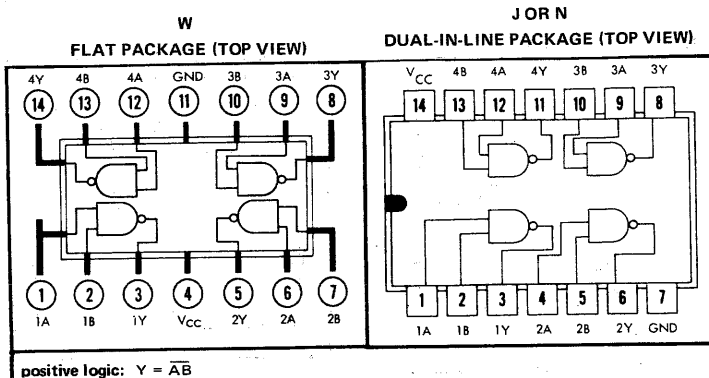 W
FLAT PACKAGE (TOP VIEW)
4Y 4B 4A GND 3B 3A 3Y
14 13 12 11 10 9 8
1 2 3 4 5 6 7
1A 1B 1Y VCC 2Y 2A 2B
J OR N
DUAL-IN-LINE PACKAGE (TOP VIEW)
VCC 4B 4A 4Y 3B 3A 3Y
14 13 12 11 10 9 8
1 2 3 4 5 6 7
1A 1B 1Y 2A 2B 2Y GND
positive logic: Y = A̅B̅